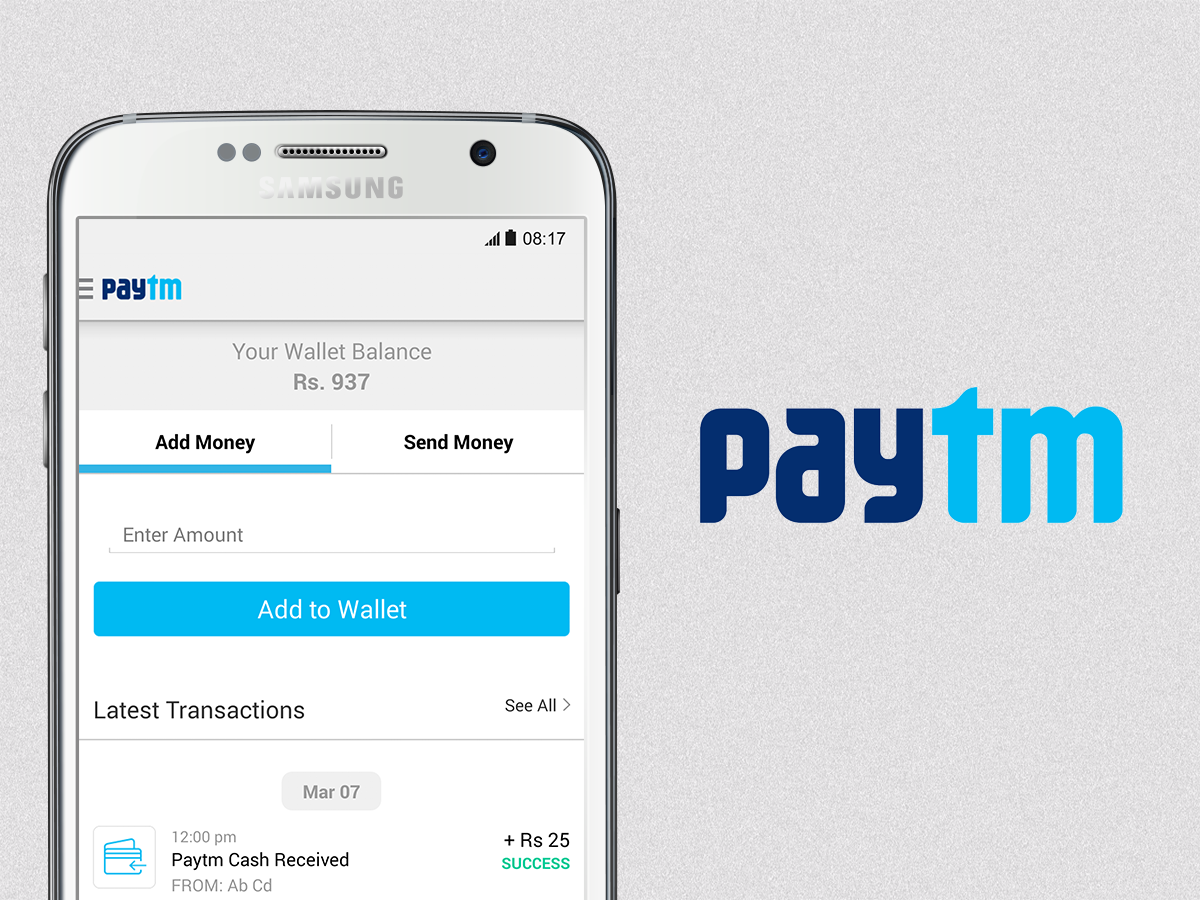 SAMSUNG
08:17
paytm
Your Wallet Balance
Rs. 937
Add Money
Send Money
Enter Amount
Add to Wallet
Latest Transactions
See All
Mar 07
12:00 pm
+ Rs 25
Paytm Cash Received
SUCCESS
FROM: Ab Cd
paytm